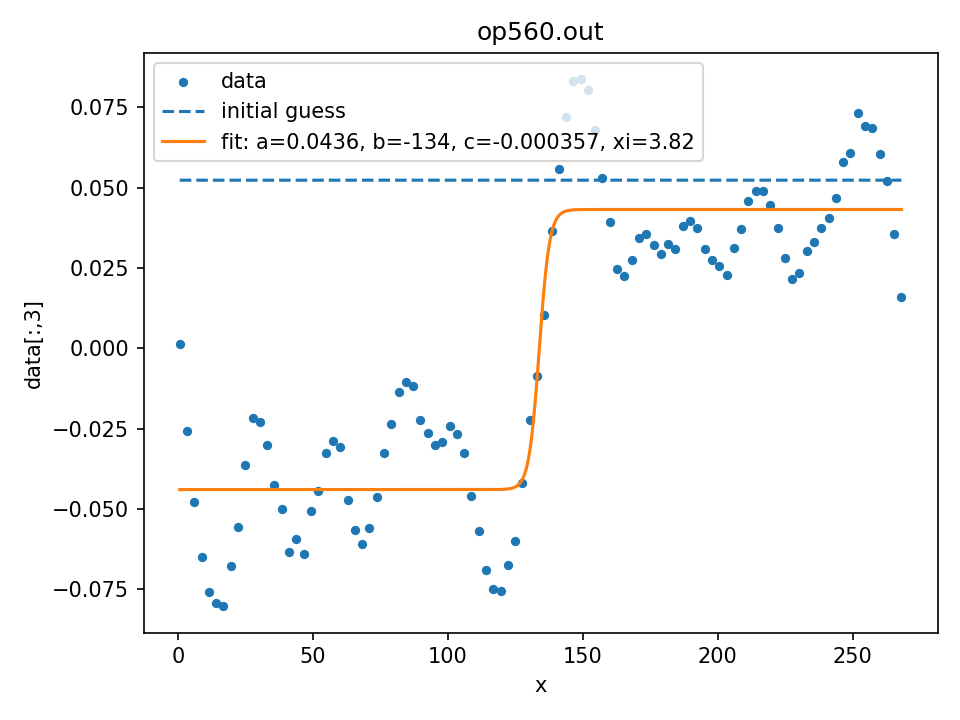 op560.out
data
initial guess
fit: a=0.0436, b=-134, c=-0.000357, xi=3.82
0.075
0.050
0.025
0.000
−0.025
−0.050
−0.075
data[:,3]
0
50
100
150
200
250
x